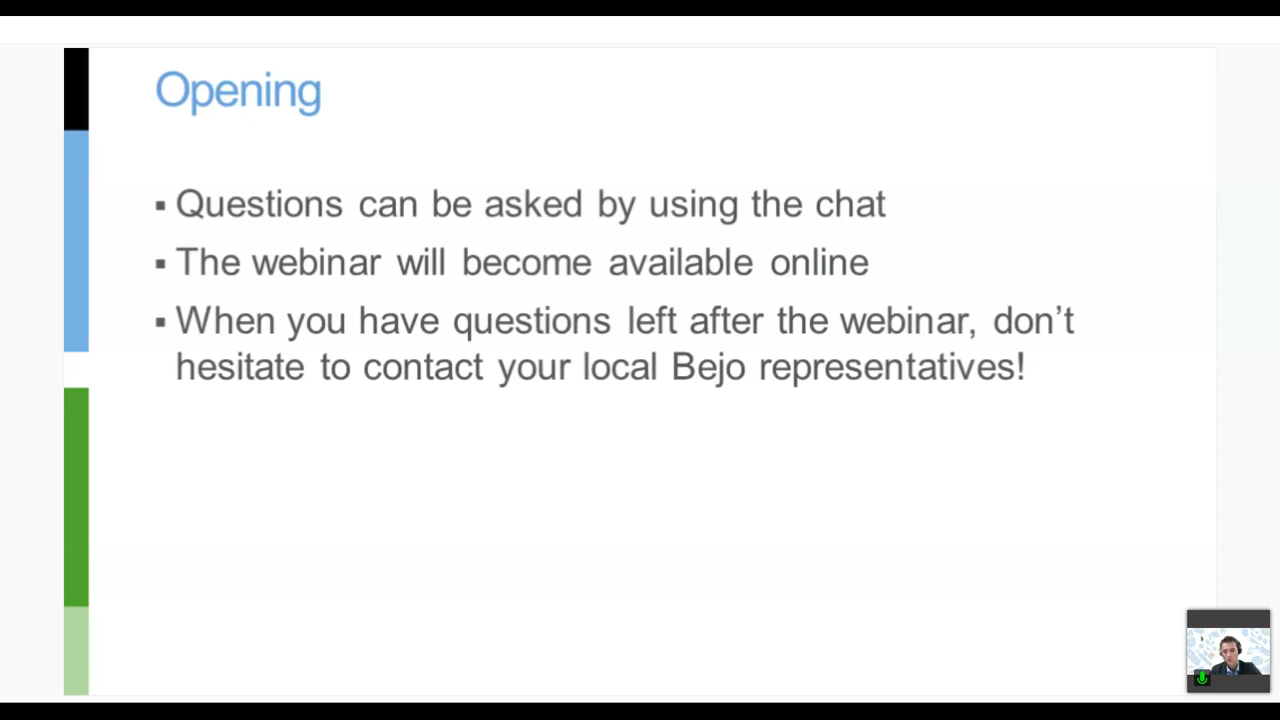 Opening
▪ Questions can be asked by using the chat
▪ The webinar will become available online
▪ When you have questions left after the webinar, don’t
hesitate to contact your local Bejo representatives!